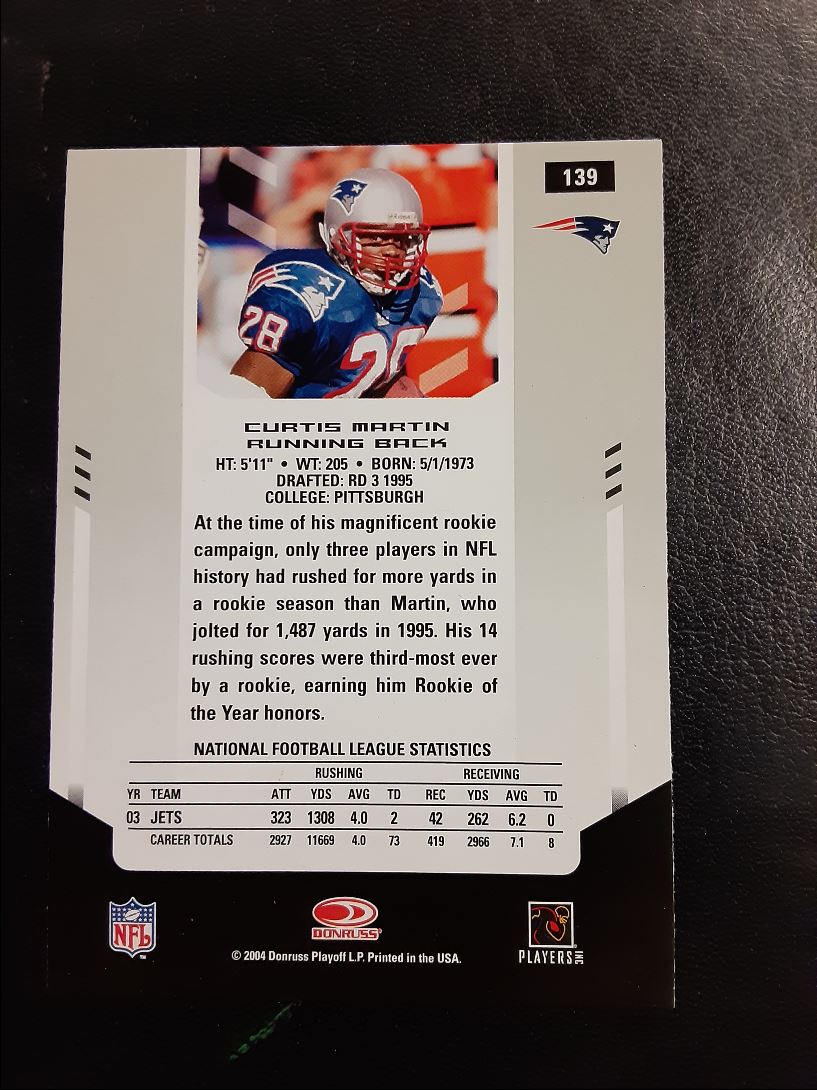 139
28
28
CURTIS MARTIN
RUNNING BACK
HT: 5'11" • WT: 205 • BORN: 5/1/1973
DRAFTED: RD 3 1995
COLLEGE: PITTSBURGH
At the time of his magnificent rookie
campaign, only three players in NFL
history had rushed for more yards in
a rookie season than Martin, who
jolted for 1,487 yards in 1995. His 14
rushing scores were third-most ever
by a rookie, earning him Rookie of
the Year honors.
NATIONAL FOOTBALL LEAGUE STATISTICS
RUSHING RECEIVING
YR TEAM ATT YDS AVG TD REC YDS AVG TD
03 JETS 323 1308 4.0 2 42 262 6.2 0
CAREER TOTALS 2927 11669 4.0 73 419 2966 7.1 8
NFL
DONRUSS
© 2004 Donruss Playoff L.P. Printed in the USA.
PLAYERS INC